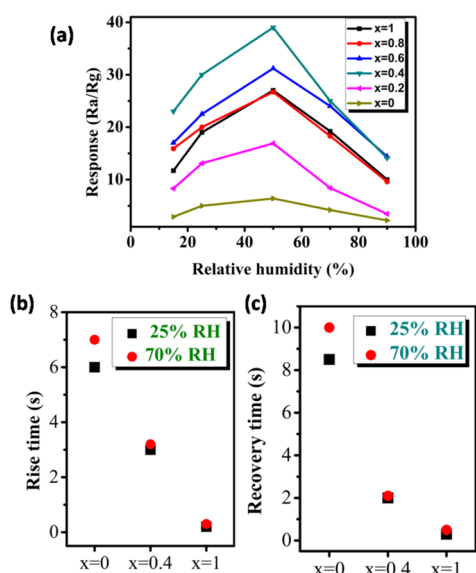 (a)
Response (Ra/Rg)
40
30
20
10
x=1
x=0.8
x=0.6
x=0.4
x=0.2
x=0
0 20 40 60 80 100
Relative humidity (%)
(b)
Rise time (s)
8
6
4
2
0
25% RH
70% RH
x=0 x=0.4 x=1
(c)
Recovery time (s)
10
8
6
4
2
0
25% RH
70% RH
x=0 x=0.4 x=1